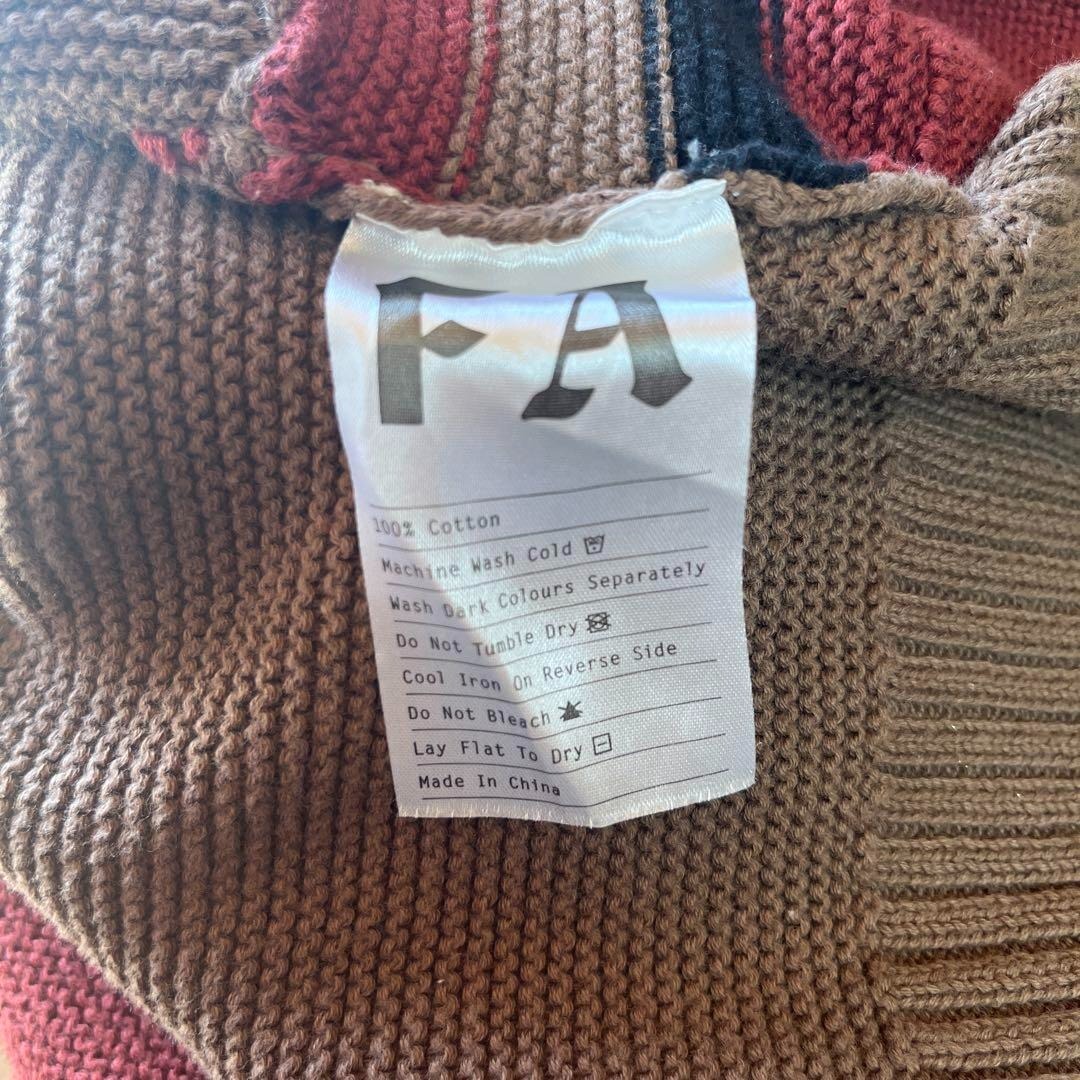 FA
100% Cotton
Machine Wash Cold
Wash Dark Colours Separately
Do Not Tumble Dry
Cool Iron On Reverse Side
Do Not Bleach
Lay Flat To Dry
Made In China